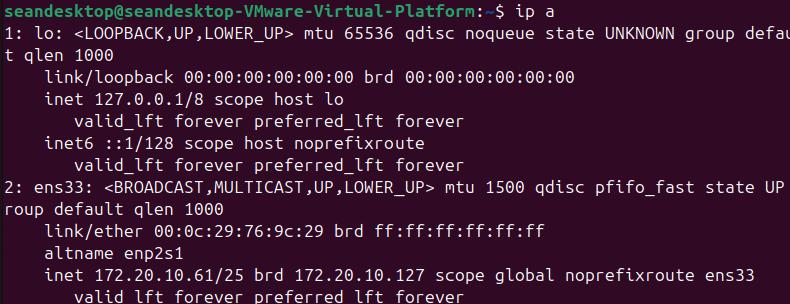 seandesktop@seandesktop-VMware-Virtual-Platform:~$ ip a
1: lo: <LOOPBACK,UP,LOWER_UP> mtu 65536 qdisc noqueue state UNKNOWN group defau
t qlen 1000
    link/loopback 00:00:00:00:00:00 brd 00:00:00:00:00:00
    inet 127.0.0.1/8 scope host lo
       valid_lft forever preferred_lft forever
    inet6 ::1/128 scope host noprefixroute
       valid_lft forever preferred_lft forever
2: ens33: <BROADCAST,MULTICAST,UP,LOWER_UP> mtu 1500 qdisc pfifo_fast state UP
roup default qlen 1000
    link/ether 00:0c:29:76:9c:29 brd ff:ff:ff:ff:ff:ff
    altname enp2s1
    inet 172.20.10.61/25 brd 172.20.10.127 scope global noprefixroute ens33
       valid_lft forever preferred_lft forever